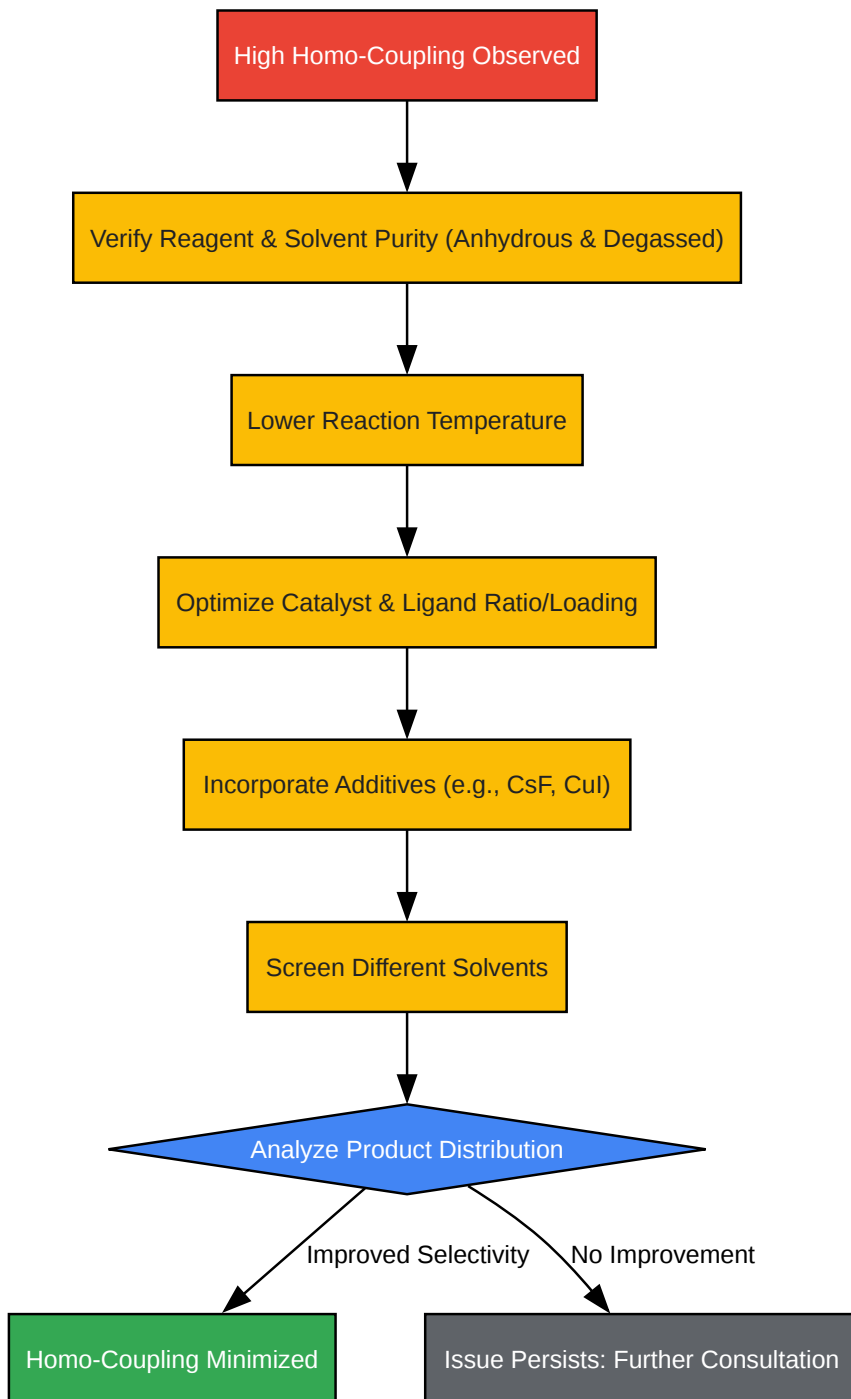 High Homo-Coupling Observed
Verify Reagent & Solvent Purity (Anhydrous & Degassed)
Lower Reaction Temperature
Optimize Catalyst & Ligand Ratio/Loading
Incorporate Additives (e.g., CsF, CuI)
Screen Different Solvents
Analyze Product Distribution
Improved Selectivity
No Improvement
Homo-Coupling Minimized
Issue Persists: Further Consultation